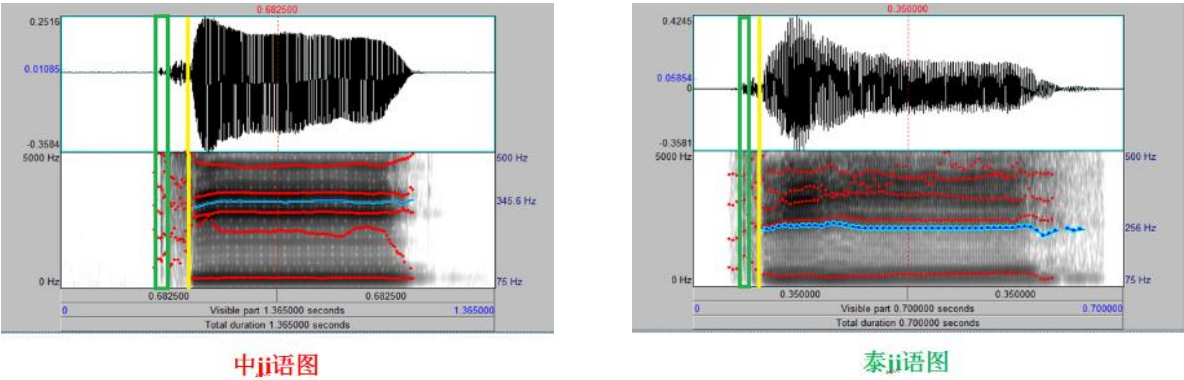 0.682500
0.2516
0.01085
-0.3584
5000 Hz
500 Hz
345.6 Hz
0 Hz
75 Hz
0.682500
0.682500
0
Visible part 1.365000 seconds
1.365000
Total duration 1.365000 seconds
中ji语图
0.350000
0.4245
0.05854
0
-0.3581
5000 Hz
500 Hz
256 Hz
0 Hz
75 Hz
0.350000
0.350000
0
Visible part 0.700000 seconds
0.700000
Total duration 0.700000 seconds
泰ji语图